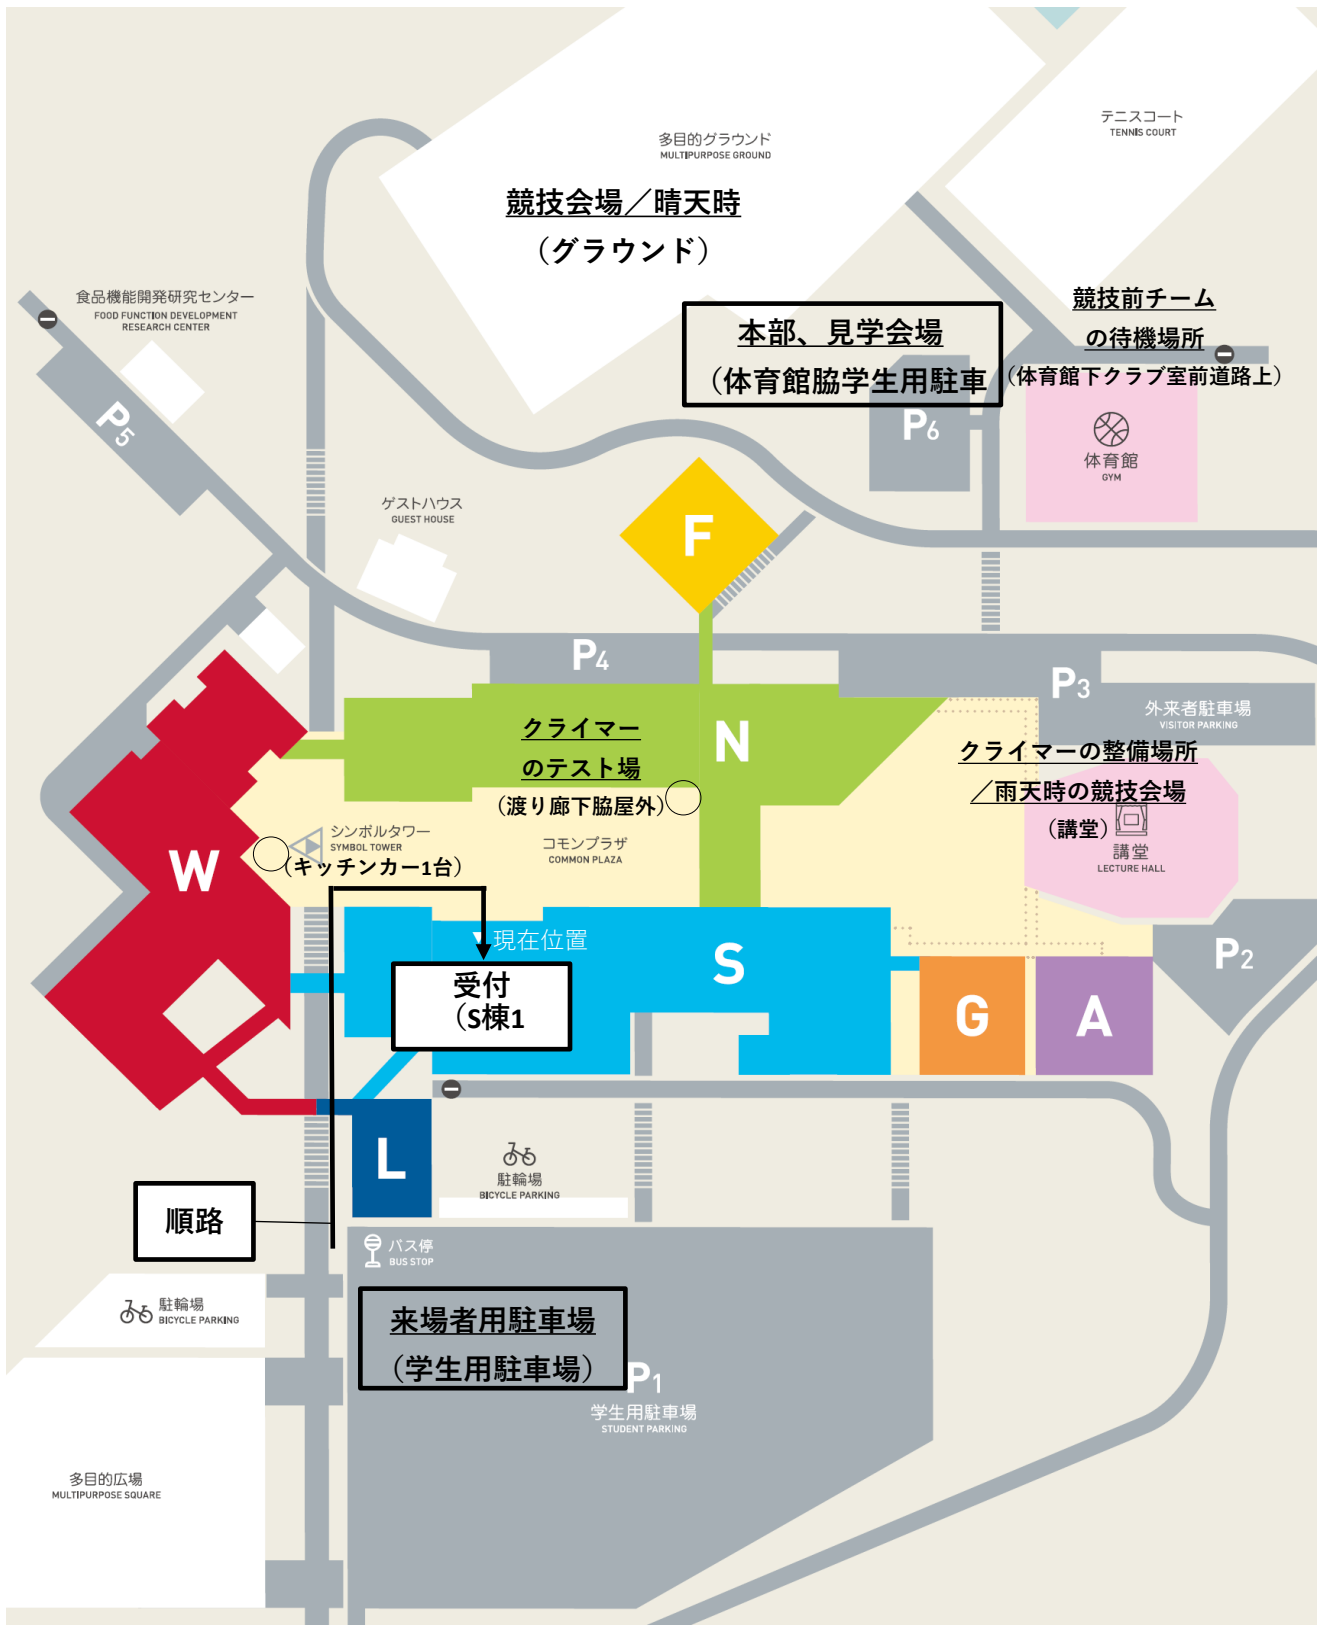 多目的グラウンド
MULTIPURPOSE GROUND
テニスコート
TENNIS COURT
競技会場／晴天時
（グラウンド）
食品機能開発研究センター
FOOD FUNCTION DEVELOPMENT
RESEARCH CENTER
競技前チーム
の待機場所
（体育館下クラブ室前道路上）
本部、見学会場
（体育館脇学生用駐車
P5
P6
体育館
GYM
ゲストハウス
GUEST HOUSE
F
P4
P3
外来者駐車場
VISITOR PARKING
クライマー
のテスト場
（渡り廊下脇屋外）
N
クライマーの整備場所
／雨天時の競技会場
（講堂）
講堂
LECTURE HALL
シンボルタワー
SYMBOL TOWER
（キッチンカー1台）
コモンプラザ
COMMON PLAZA
W
▼現在位置
S
P2
受付
（S棟1
G
A
L
駐輪場
BICYCLE PARKING
順路
バス停
BUS STOP
駐輪場
BICYCLE PARKING
来場者用駐車場
（学生用駐車場）
P1
学生用駐車場
STUDENT PARKING
多目的広場
MULTIPURPOSE SQUARE